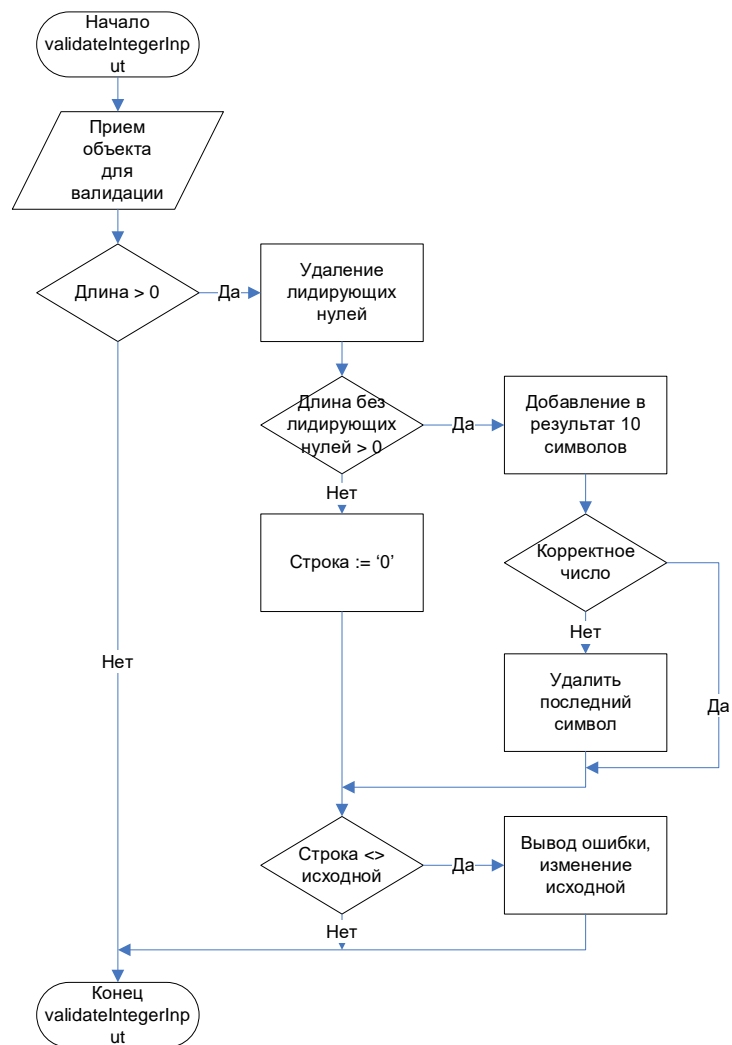 Начало
validateIntegerInp
ut
Прием
объекта
для
валидации
Длина > 0
Да
Удаление
лидирующих
нулей
Длина без
лидирующих
нулей > 0
Да
Добавление в
результат 10
символов
Нет
Строка := ‘0’
Корректное
число
Нет
Удалить
последний
символ
Да
Нет
Строка <>
исходной
Да
Вывод ошибки,
изменение
исходной
Нет
Конец
validateIntegerInp
ut